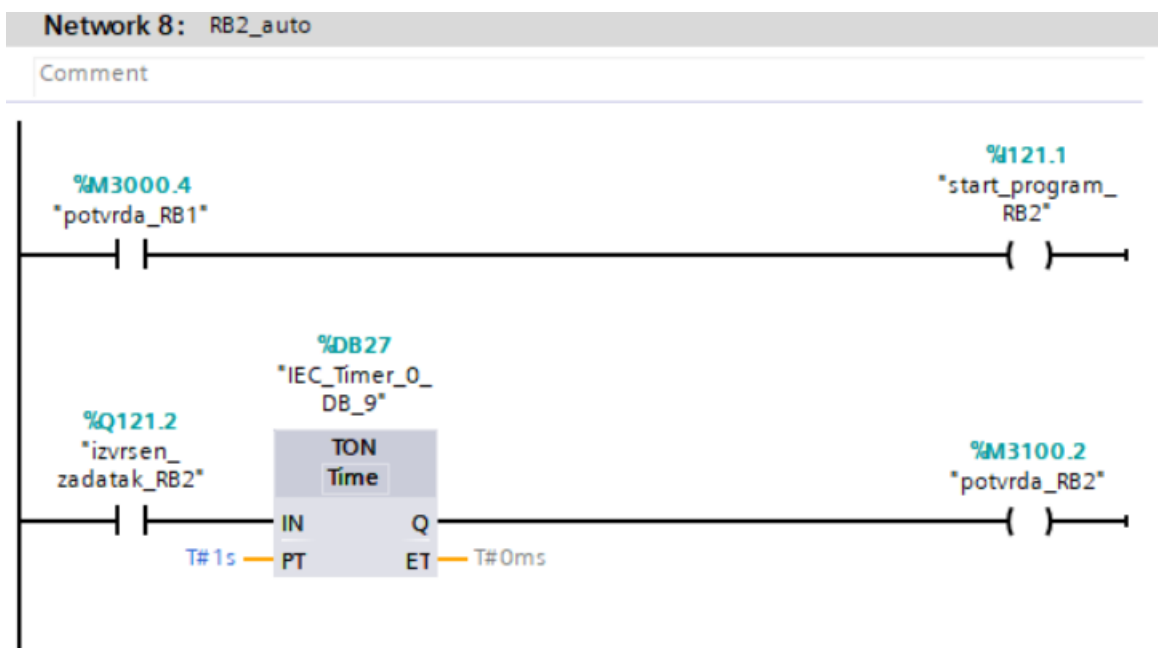 Network 8: RB2_auto
Comment
%M3000.4
"potvrda_RB1"
%I121.1
"start_program_
RB2"
%DB27
"IEC_Timer_0_
DB_9"
%Q121.2
"izvrsen_
zadatak_RB2"
TON
Time
%M3100.2
"potvrda_RB2"
IN Q
T#1s PT ET T#0ms